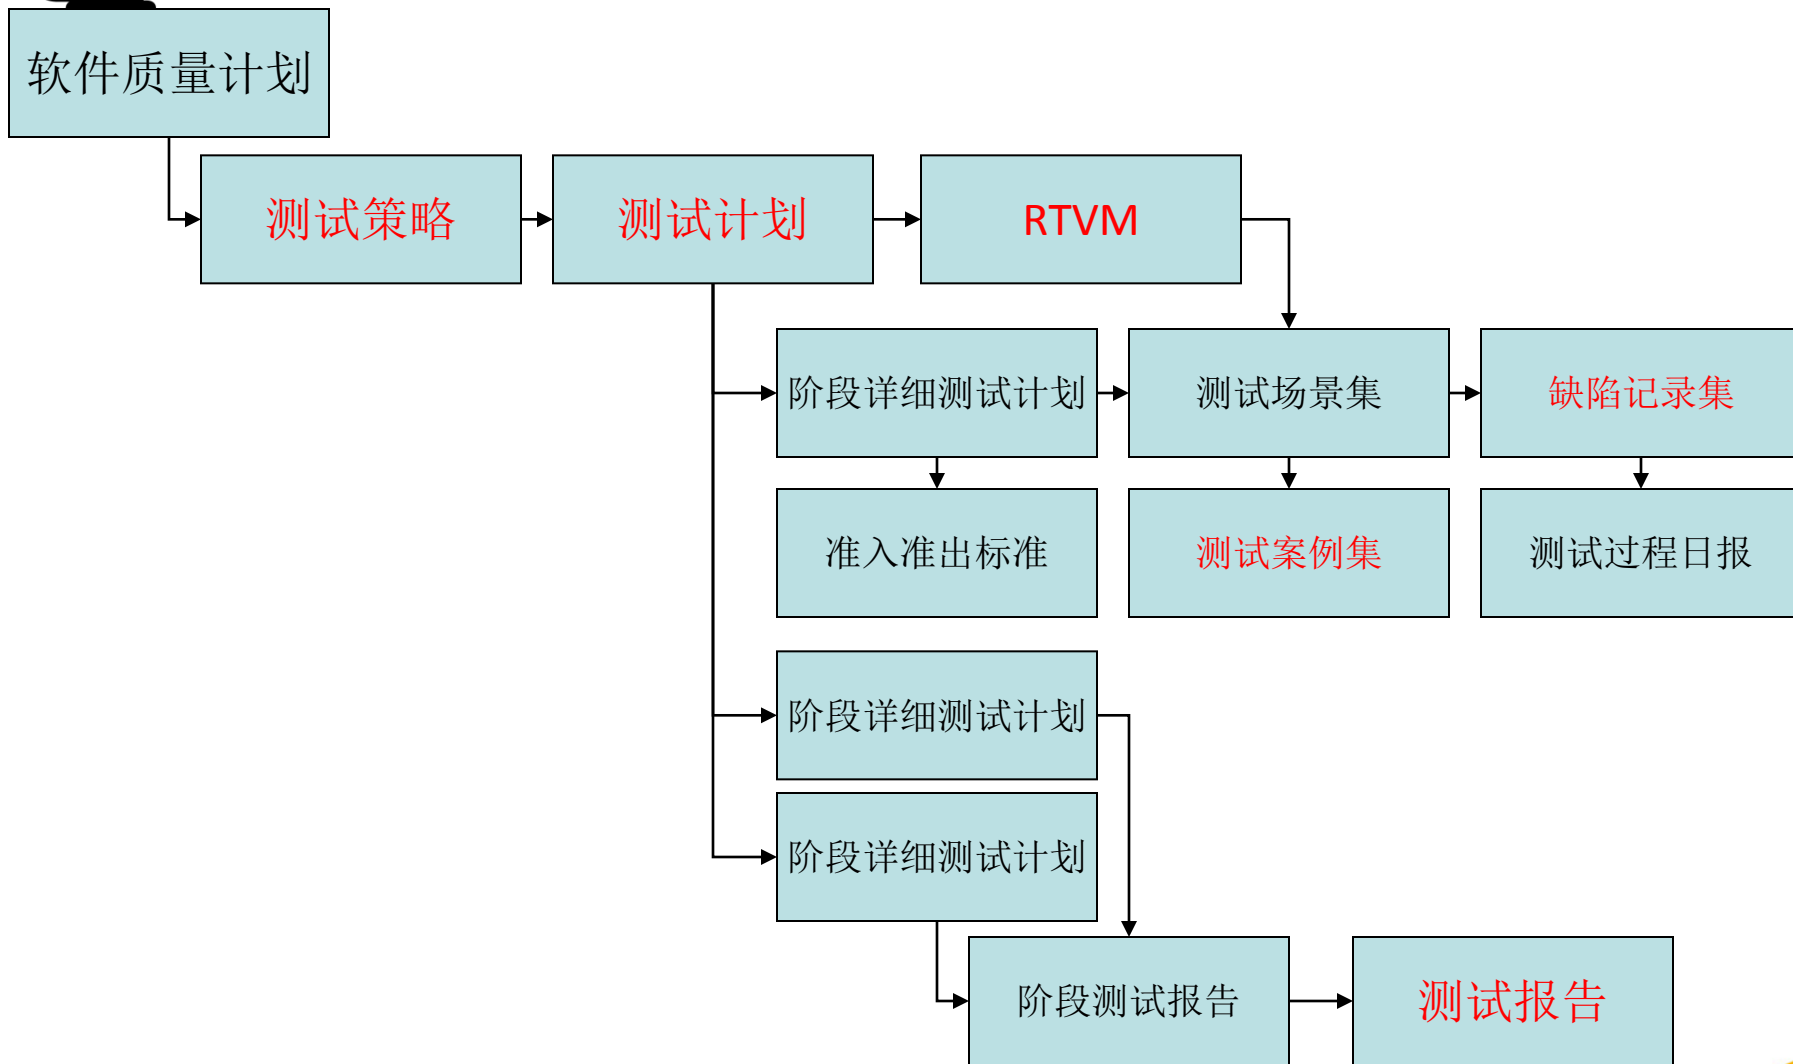 软件质量计划
测试策略
测试计划
RTVM
阶段详细测试计划
测试场景集
缺陷记录集
准入准出标准
测试案例集
测试过程日报
阶段详细测试计划
阶段详细测试计划
阶段测试报告
测试报告